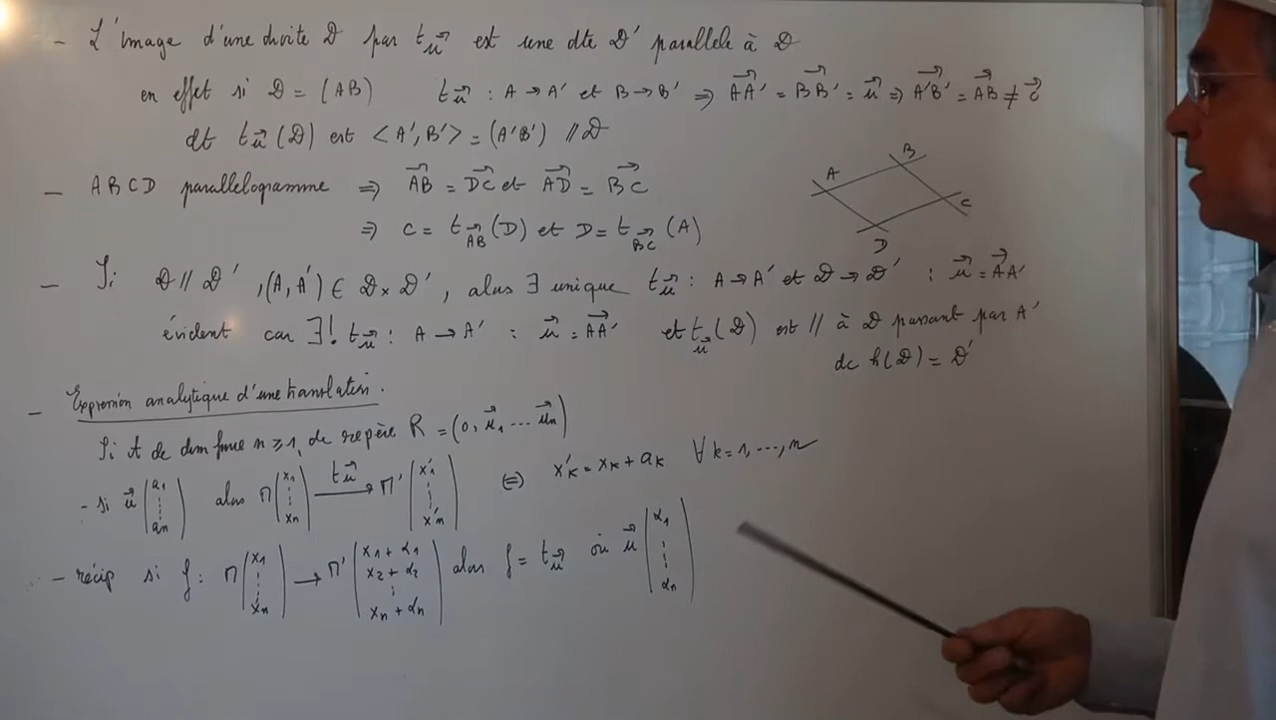 - L'image d'une droite D par t_u⃗ est une dte D' parallele à D
en effet si D = (AB) t_u⃗ : A → A' et B → B' ⇒ AA'⃗ = BB'⃗ = u⃗ ⇒ A'B'⃗ = AB⃗ ≠ 0⃗
dt t_u⃗(D) est <A', B'> = (A'B') // D
- ABCD parallelogramme ⇒ AB⃗ = DC⃗ et AD⃗ = BC⃗
⇒ C = t_AB⃗(D) et D = t_BC⃗(A)
A B C D
- Si D // D', (A, A') ∈ D × D', alors ∃ unique t_u⃗ : A → A' et D → D' : u⃗ = AA'⃗
évident car ∃! t_u⃗ : A → A' : u⃗ = AA'⃗ et t_u⃗(D) est // à D passant par A'
dc h(D) = D'
- Expression analytique d'une translation.
Si A de dim finie n ≥ 1, de repère R = (0, u⃗1 ... u⃗n)
- si u⃗ (a1 ⋮ an) alors M (x1 ⋮ xn) —t_u⃗→ M' (x'1 ⋮ x'n) ⇔ x'k = xk + ak ∀ k = 1, ..., n
- récip si f : M (x1 ⋮ xn) → M' (x1 + α1 x2 + α2 ⋮ xn + αn) alors f = t_u⃗ où u⃗ (α1 ⋮ αn)